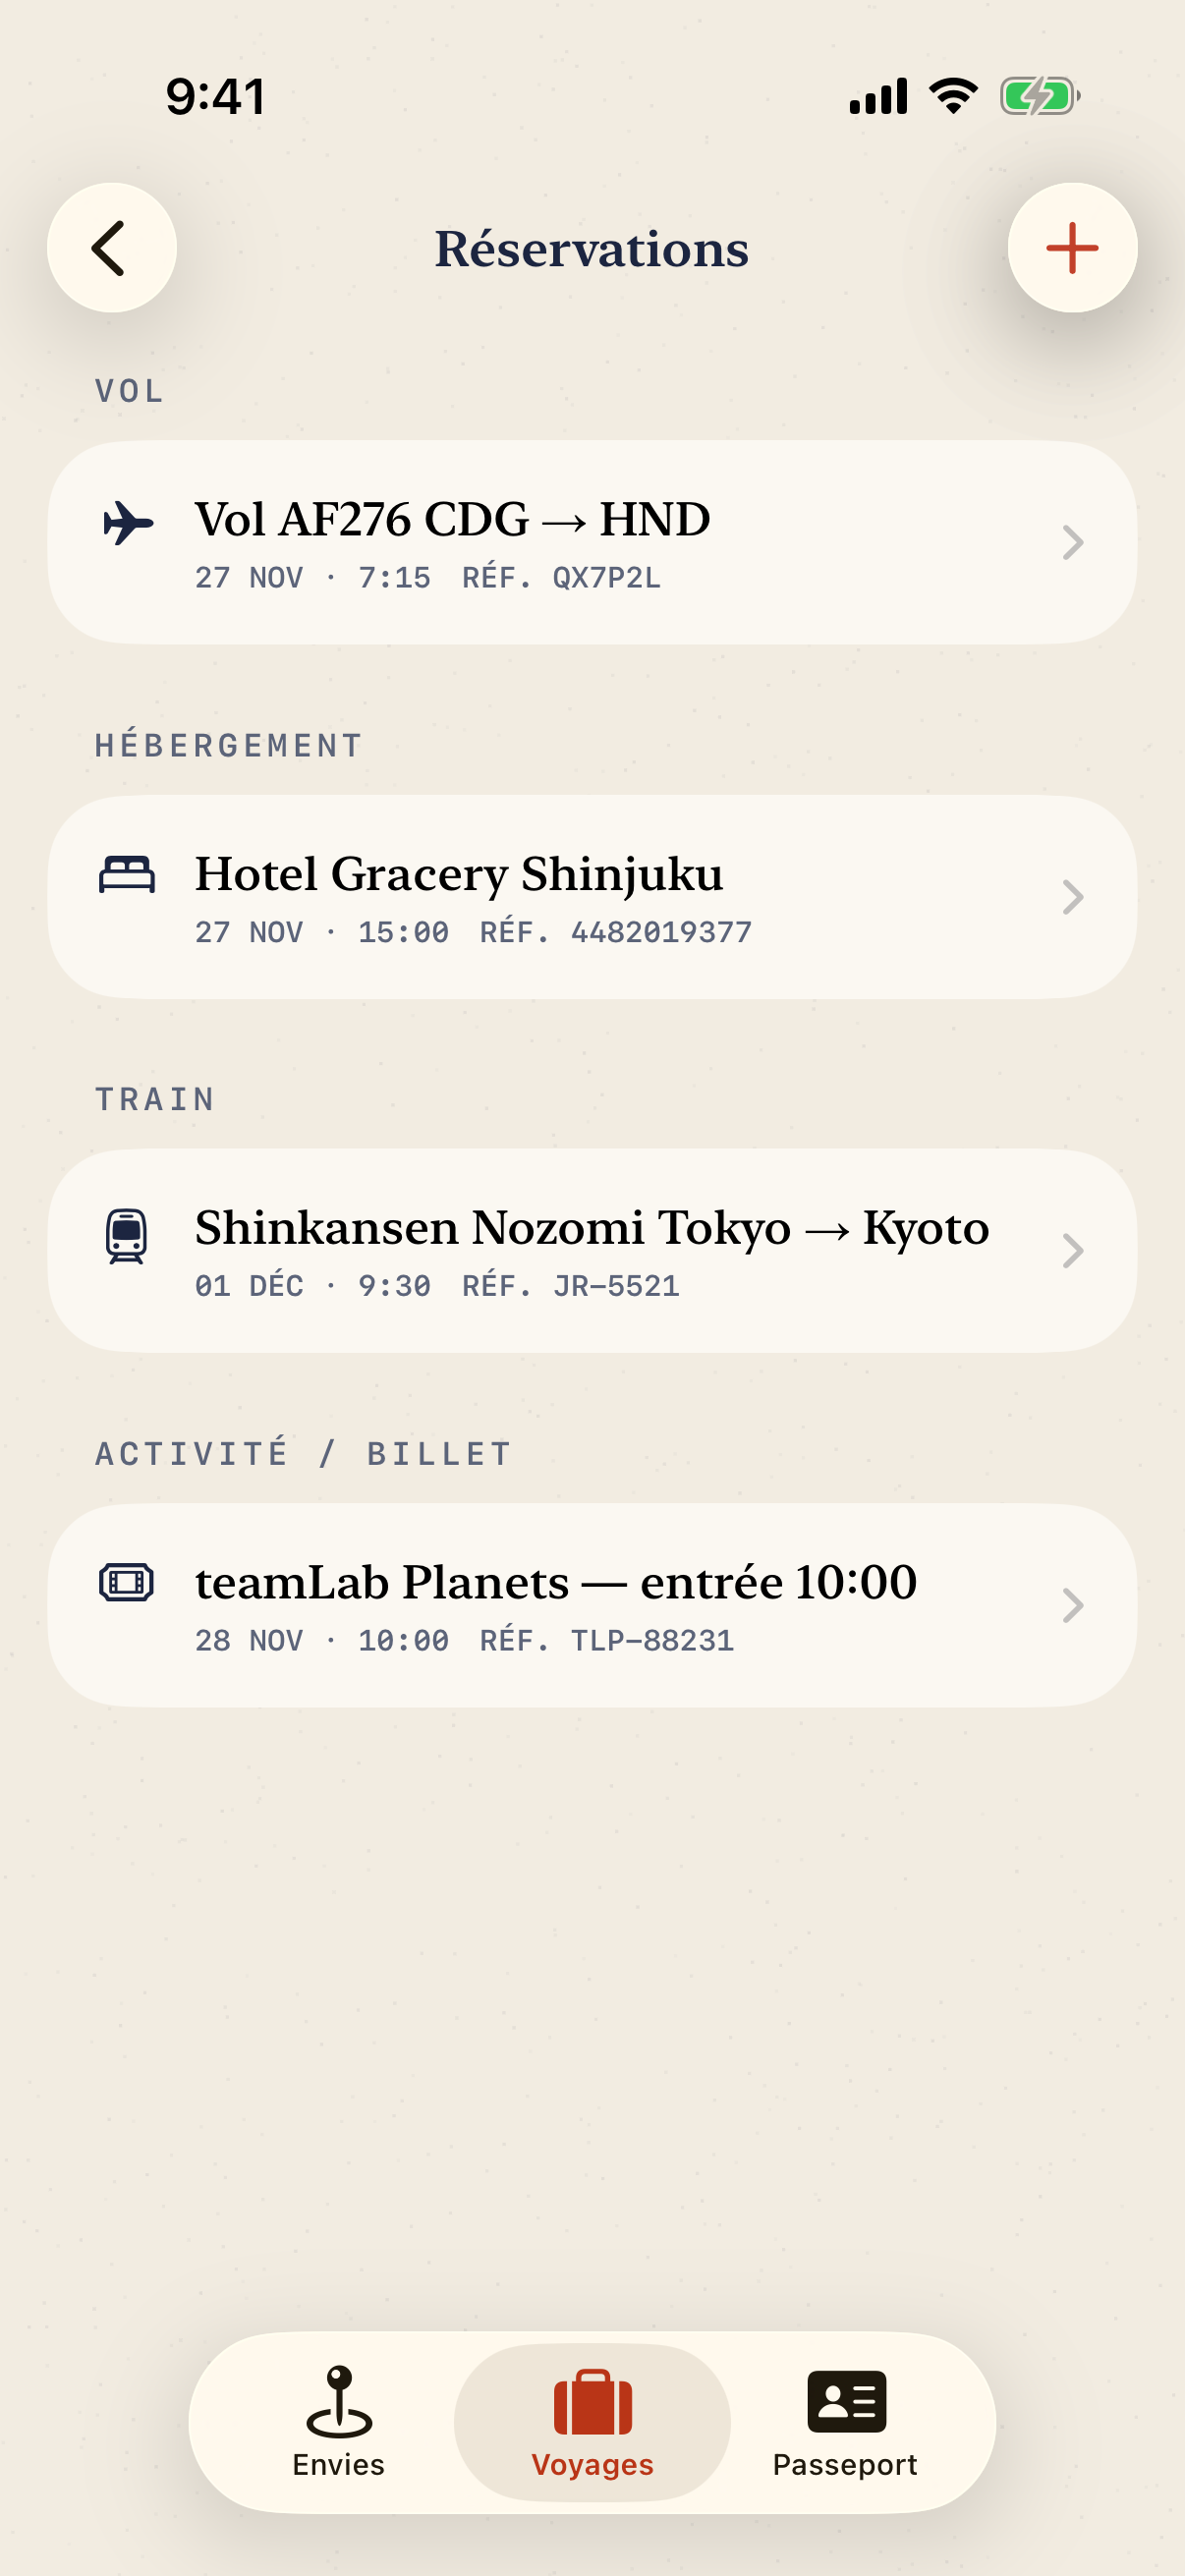 9:41
Réservations
VOL
Vol AF276 CDG → HND
27 NOV · 7:15 RÉF. QX7P2L
HÉBERGEMENT
Hotel Gracery Shinjuku
27 NOV · 15:00 RÉF. 4482019377
TRAIN
Shinkansen Nozomi Tokyo → Kyoto
01 DÉC · 9:30 RÉF. JR–5521
ACTIVITÉ / BILLET
teamLab Planets — entrée 10:00
28 NOV · 10:00 RÉF. TLP–88231
Envies Voyages Passeport